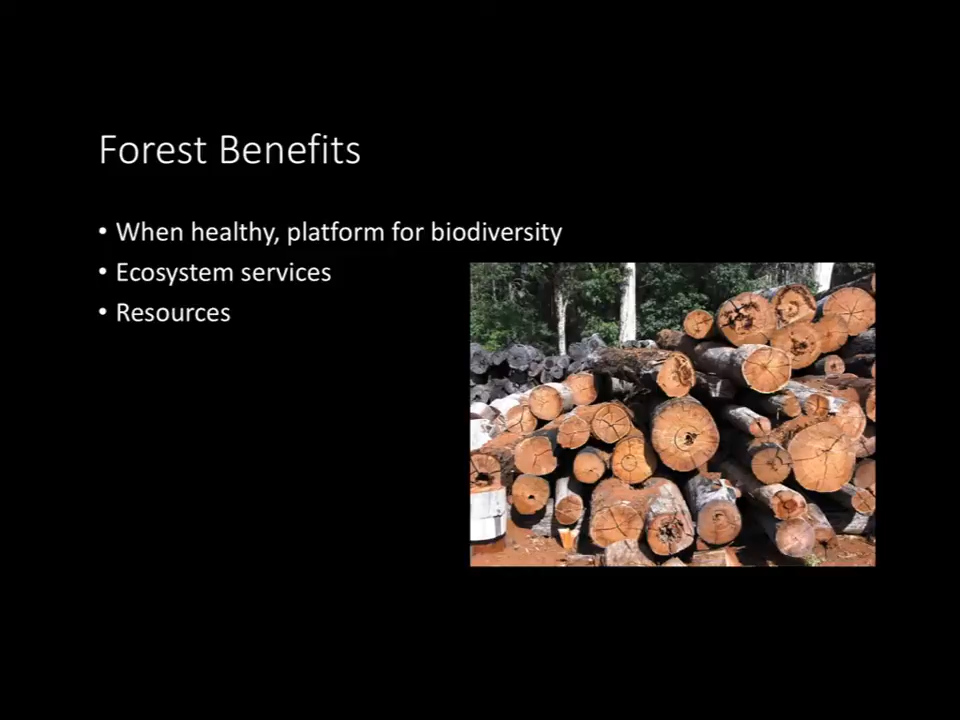 Forest Benefits
• When healthy, platform for biodiversity
• Ecosystem services
• Resources